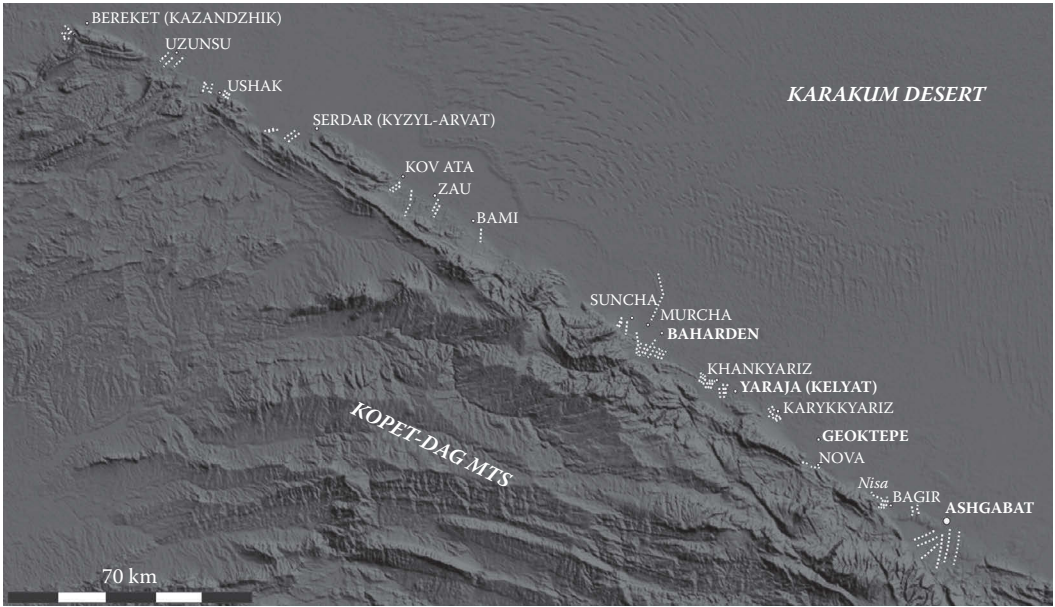 BEREKET (KAZANDZHIK)
UZUNSU
USHAK
KARAKUM DESERT
SERDAR (KYZYL-ARVAT)
KOV ATA
ZAU
BAMI
SUNCHA
MURCHA
BAHARDEN
KHANKYARIZ
YARAJA (KELYAT)
KARYKKYARIZ
KOPET-DAG MTS
GEOKTEPE
NOVA
Nisa
BAGIR
ASHGABAT
70 km